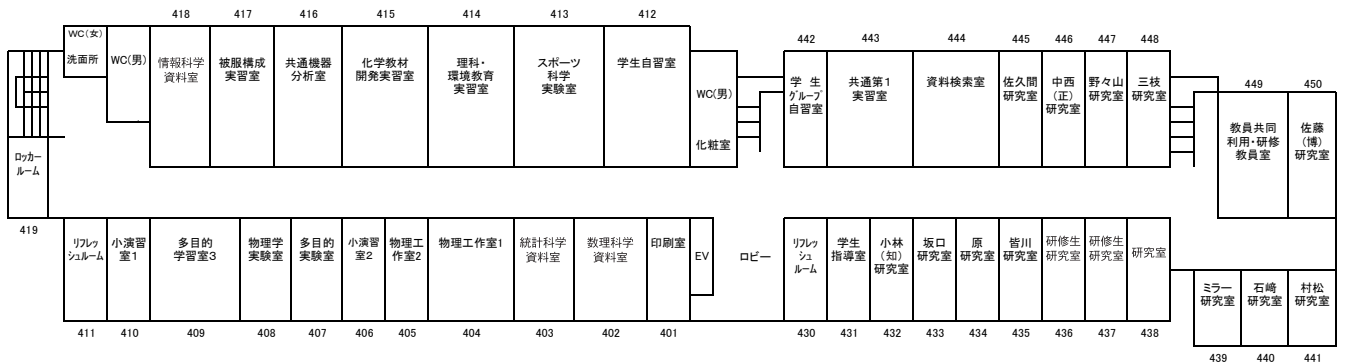 418 417 416 415 414 413 412
442 443 444 445 446 447 448
449 450
WC(女)
洗面所
WC(男)
情報科学
資料室
被服構成
実習室
共通機器
分析室
化学教材
開発実習室
理科・
環境教育
実習室
スポーツ
科学
実験室
学生自習室
WC(男)
化粧室
学 生
グループ
自習室
共通第1
実習室
資料検索室
佐久間
研究室
中西
(正)
研究室
野々山
研究室
三枝
研究室
教員共同
利用・研修
教員室
佐藤
(博)
研究室
ロッカー
ルーム
419
リフレッ
シュルーム
小演習
室1
多目的
学習室3
物理学
実験室
多目的
実験室
小演習
室2
物理工
作室2
物理工作室1
統計科学
資料室
数理科学
資料室
印刷室
EV
ロビー
リフレッ
シュ
ルーム
学生
指導室
小林
(知)
研究室
坂口
研究室
原
研究室
皆川
研究室
研修生
研究室
研修生
研究室
研究室
ミラー
研究室
石﨑
研究室
村松
研究室
411 410 409 408 407 406 405 404 403 402 401
430 431 432 433 434 435 436 437 438
439 440 441